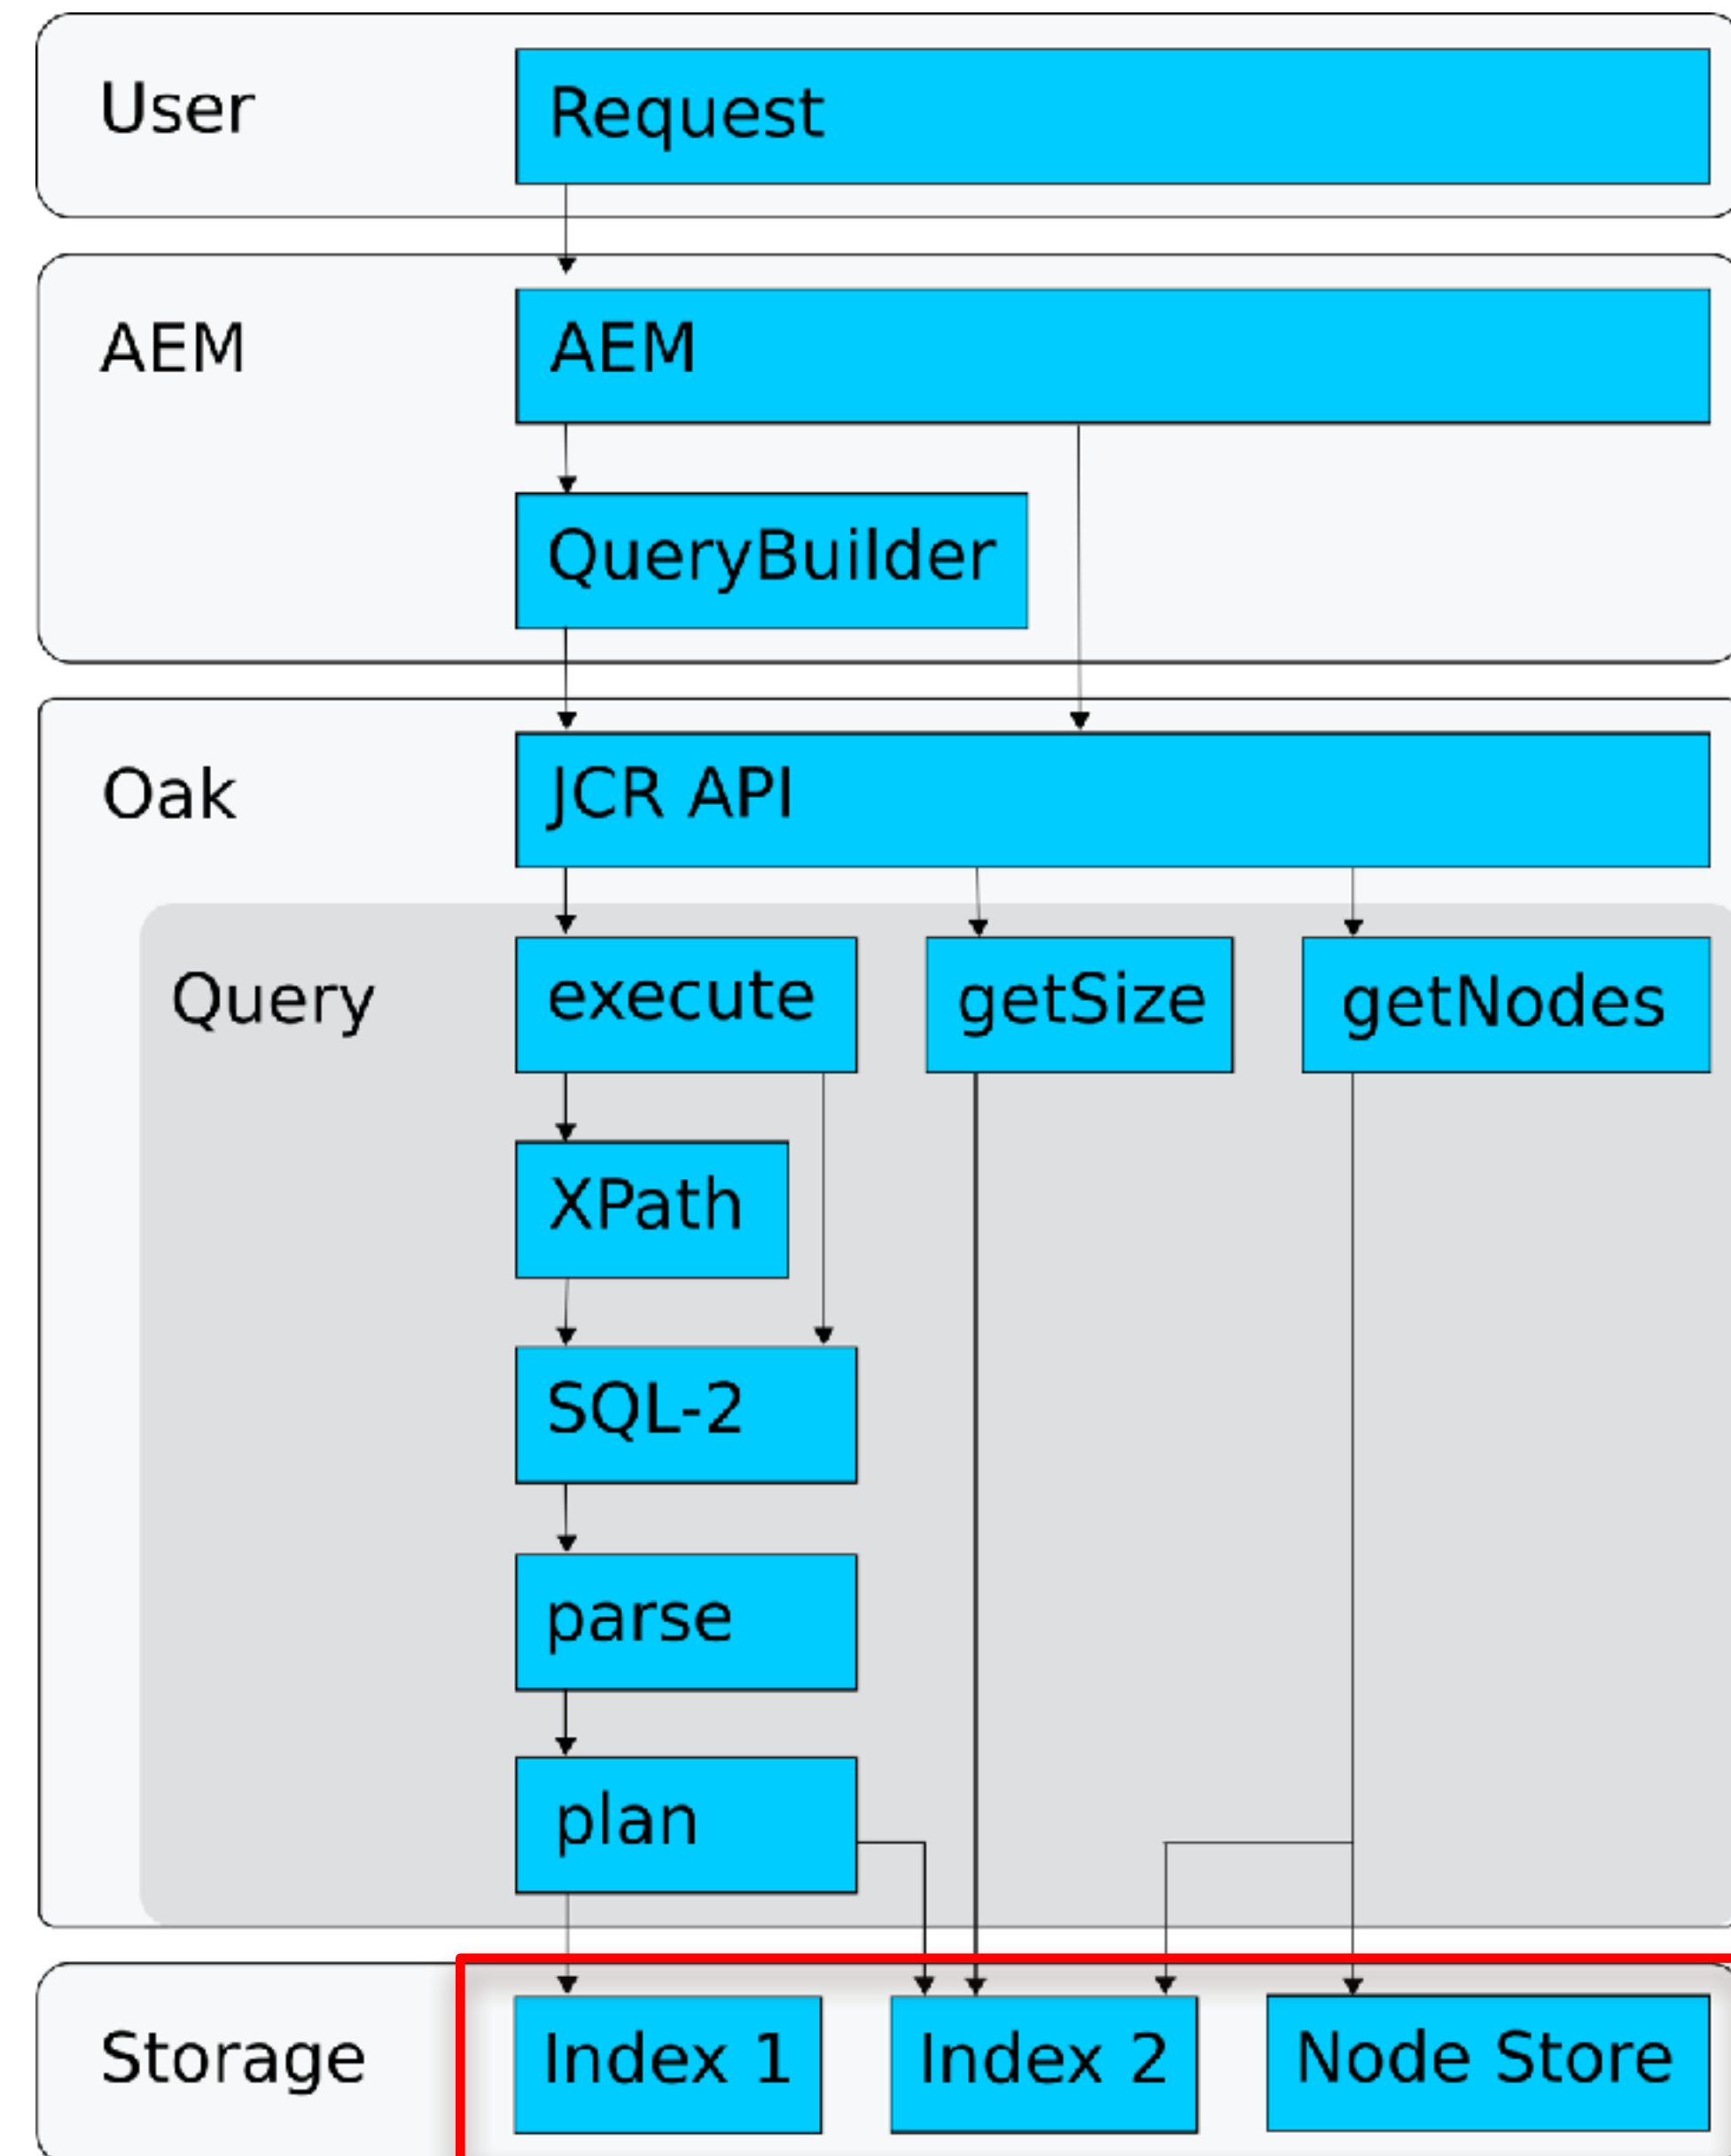 User
Request
AEM
AEM
QueryBuilder
Oak
JCR API
Query
execute
getSize
getNodes
XPath
SQL-2
parse
plan
Storage
Index 1
Index 2
Node Store